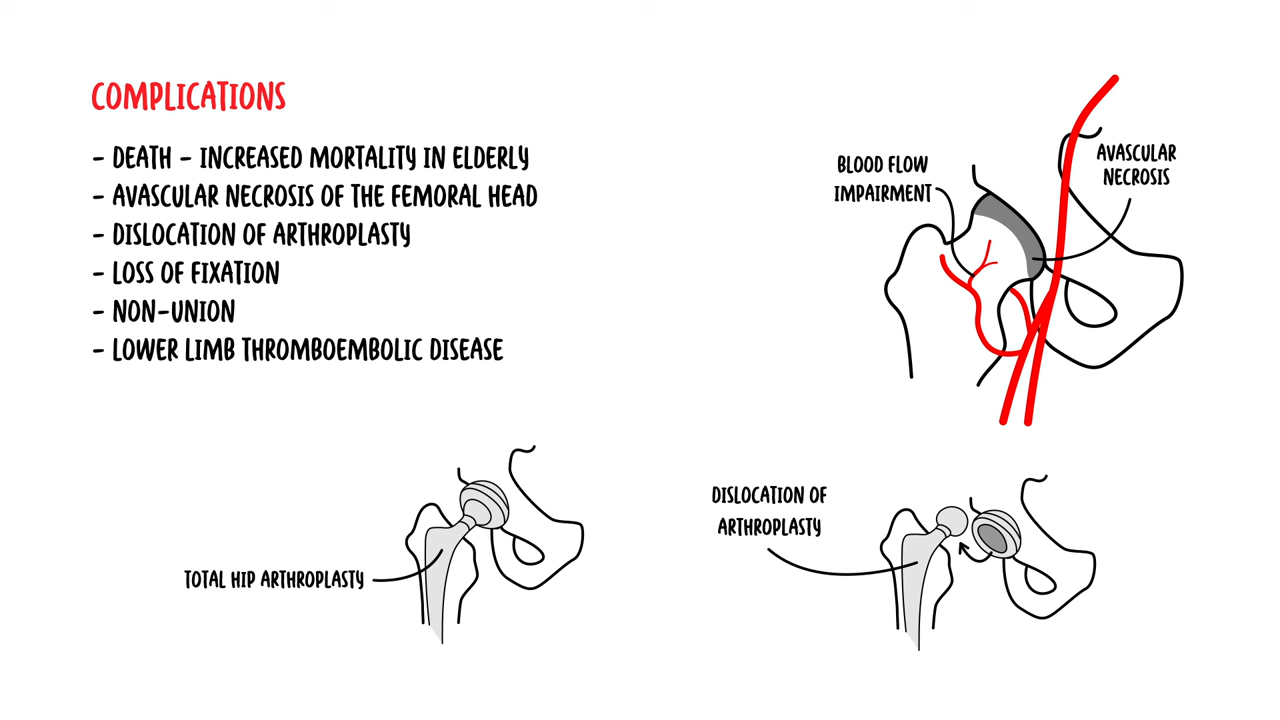 COMPLICATIONS
- DEATH - INCREASED MORTALITY IN ELDERLY
- AVASCULAR NECROSIS OF THE FEMORAL HEAD
- DISLOCATION OF ARTHROPLASTY
- LOSS OF FIXATION
- NON-UNION
- LOWER LIMB THROMBOEMBOLIC DISEASE
BLOOD FLOW
IMPAIRMENT
AVASCULAR
NECROSIS
TOTAL HIP ARTHROPLASTY
DISLOCATION OF
ARTHROPLASTY